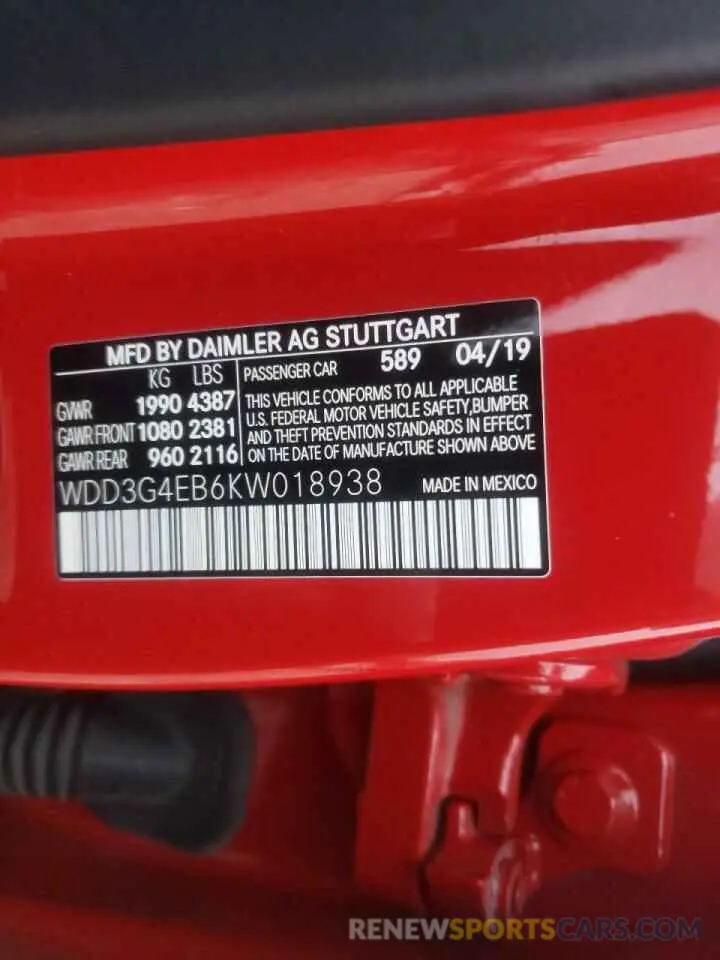 MFD BY DAIMLER AG STUTTGART
KG LBS PASSENGER CAR 589 04/19
GVWR 1990 4387 THIS VEHICLE CONFORMS TO ALL APPLICABLE
GAWR FRONT 1080 2381 U.S. FEDERAL MOTOR VEHICLE SAFETY, BUMPER
GAWR REAR 960 2116 AND THEFT PREVENTION STANDARDS IN EFFECT
ON THE DATE OF MANUFACTURE SHOWN ABOVE
WDD3G4EB6KW018938 MADE IN MEXICO
RENEWSPORTSCARS.COM